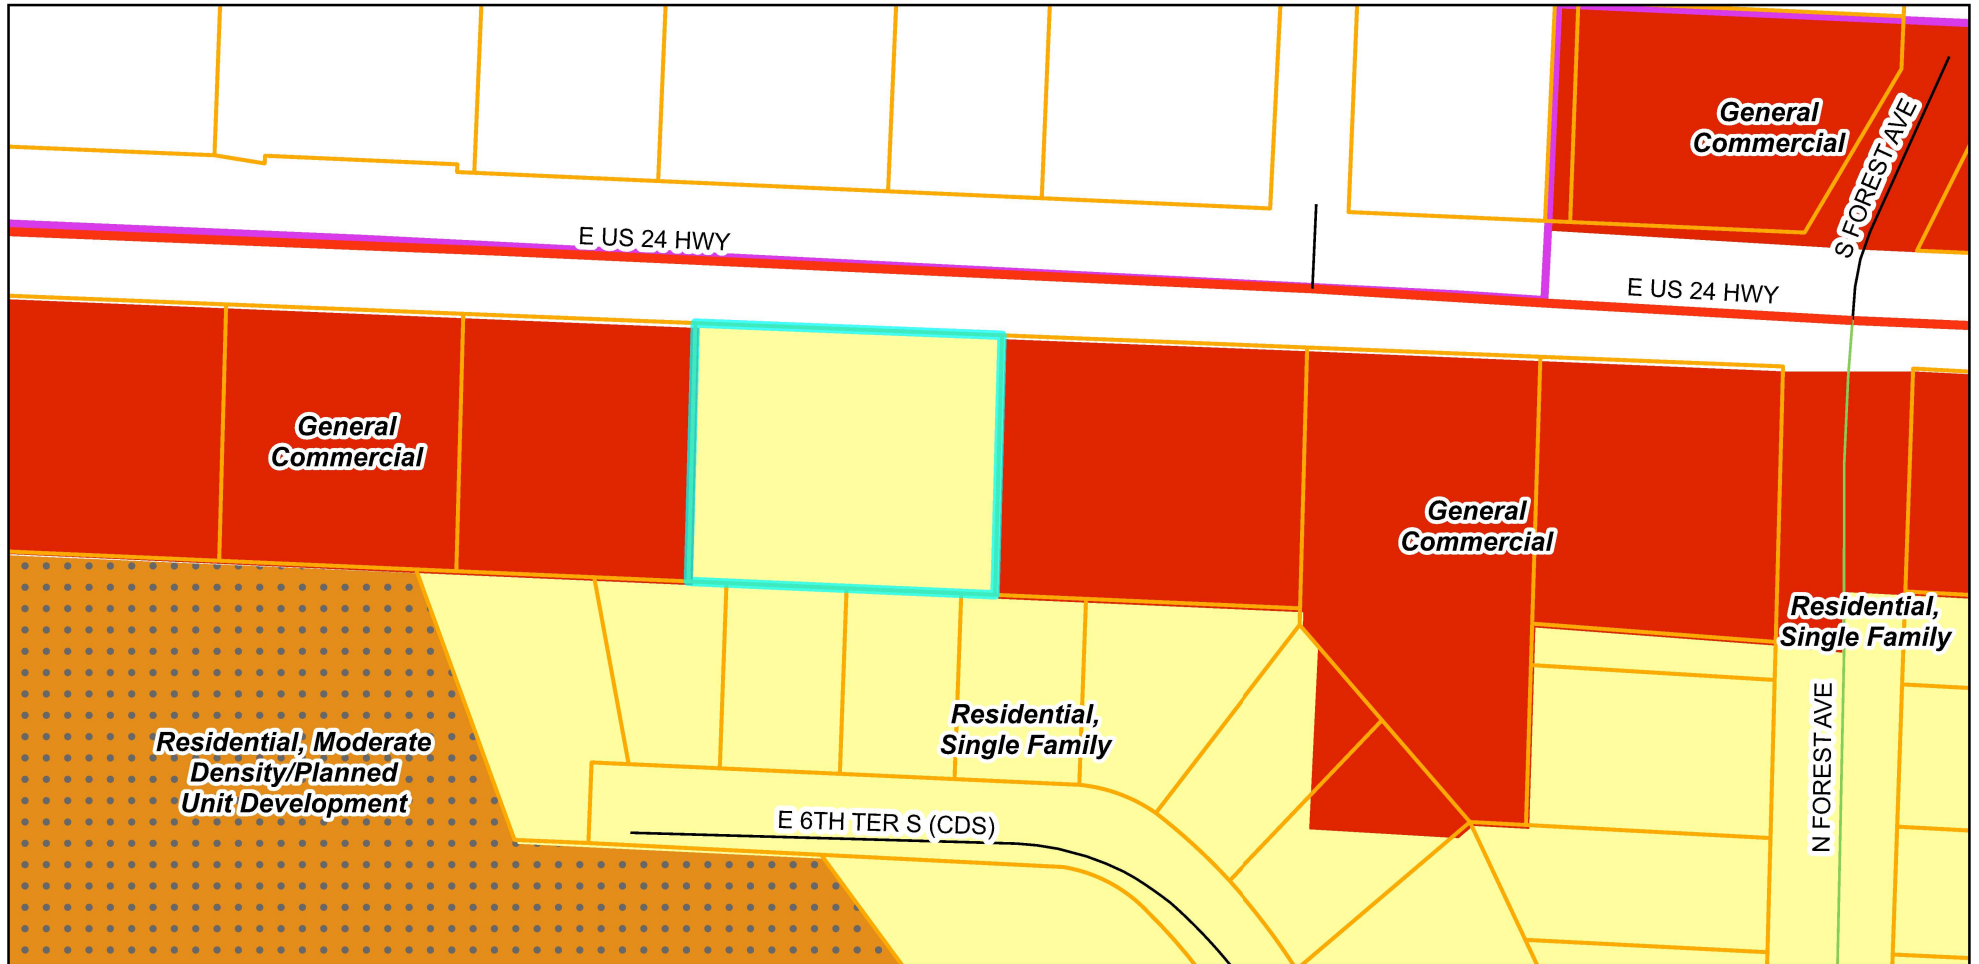 General
Commercial
S FOREST AVE
E US 24 HWY
E US 24 HWY
General
Commercial
General
Commercial
Residential,
Single Family
Residential,
Single Family
Residential, Moderate
Density/Planned
Unit Development
N FOREST AVE
E 6TH TER S (CDS)